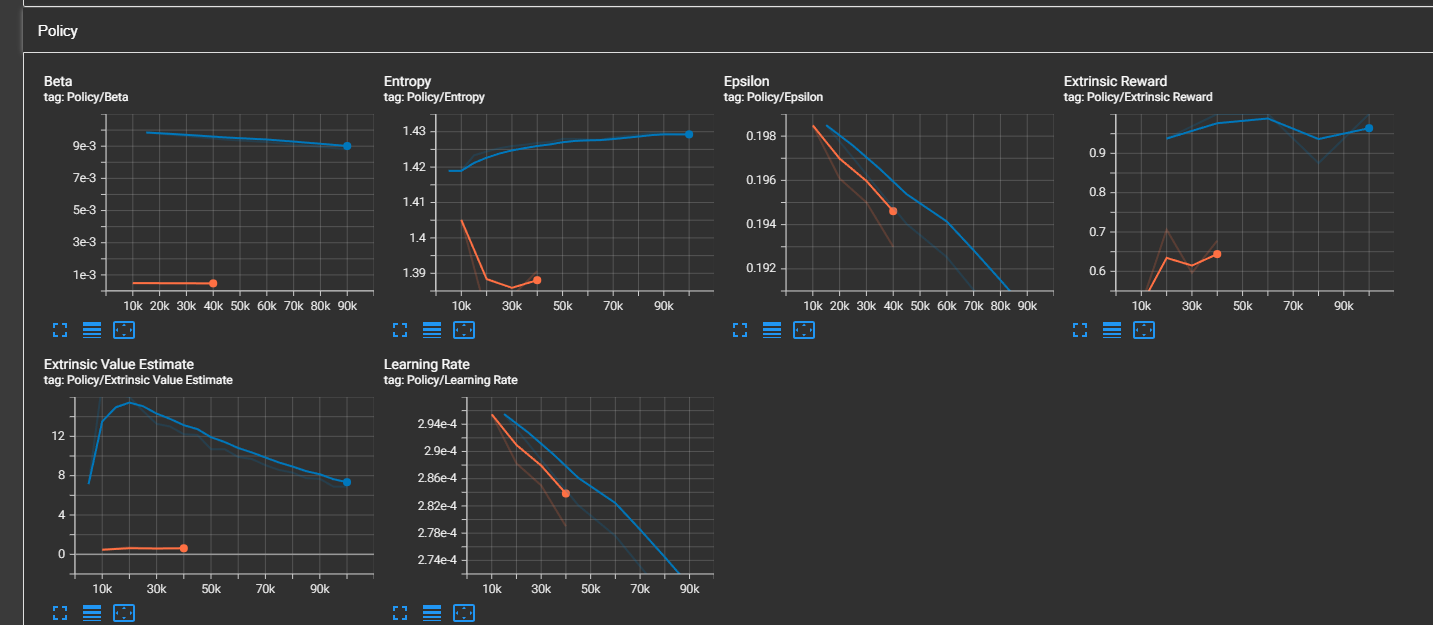 Policy
Beta
tag: Policy/Beta
9e-3
7e-3
5e-3
3e-3
1e-3
10k 20k 30k 40k 50k 60k 70k 80k 90k
Entropy
tag: Policy/Entropy
1.43
1.42
1.41
1.4
1.39
10k 30k 50k 70k 90k
Epsilon
tag: Policy/Epsilon
0.198
0.196
0.194
0.192
10k 20k 30k 40k 50k 60k 70k 80k 90k
Extrinsic Reward
tag: Policy/Extrinsic Reward
0.9
0.8
0.7
0.6
10k 30k 50k 70k 90k
Extrinsic Value Estimate
tag: Policy/Extrinsic Value Estimate
12
8
4
0
10k 30k 50k 70k 90k
Learning Rate
tag: Policy/Learning Rate
2.94e-4
2.9e-4
2.86e-4
2.82e-4
2.78e-4
2.74e-4
10k 30k 50k 70k 90k